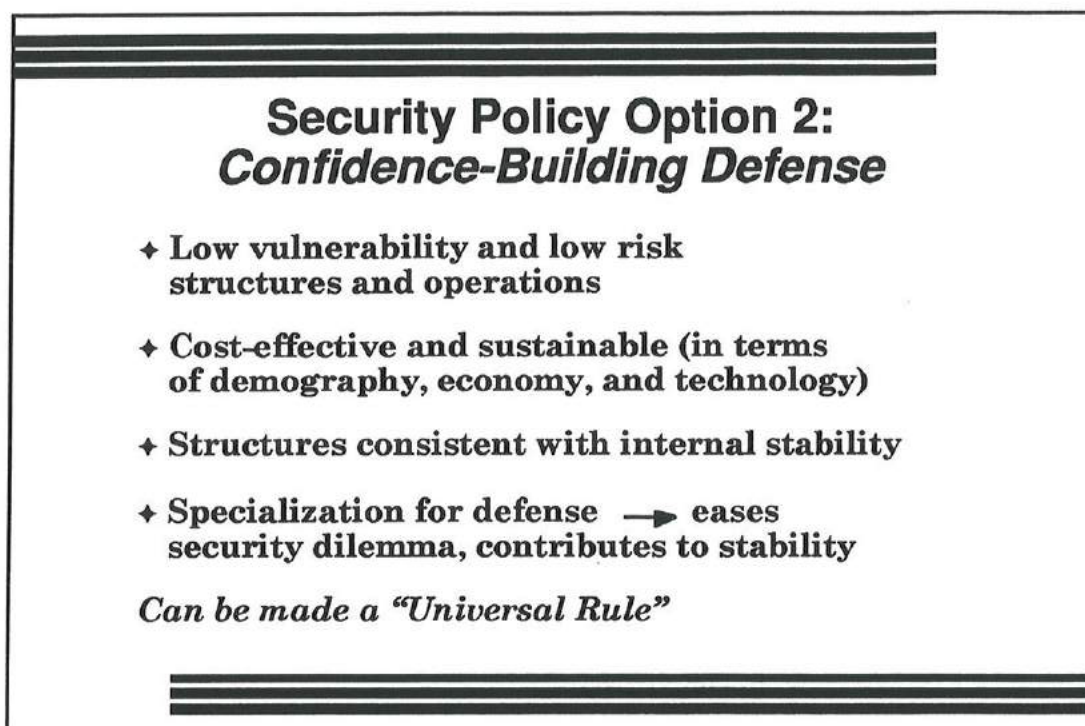 Security Policy Option 2:
Confidence-Building Defense
✦ Low vulnerability and low risk
structures and operations
✦ Cost-effective and sustainable (in terms
of demography, economy, and technology)
✦ Structures consistent with internal stability
✦ Specialization for defense → eases
security dilemma, contributes to stability
Can be made a “Universal Rule”